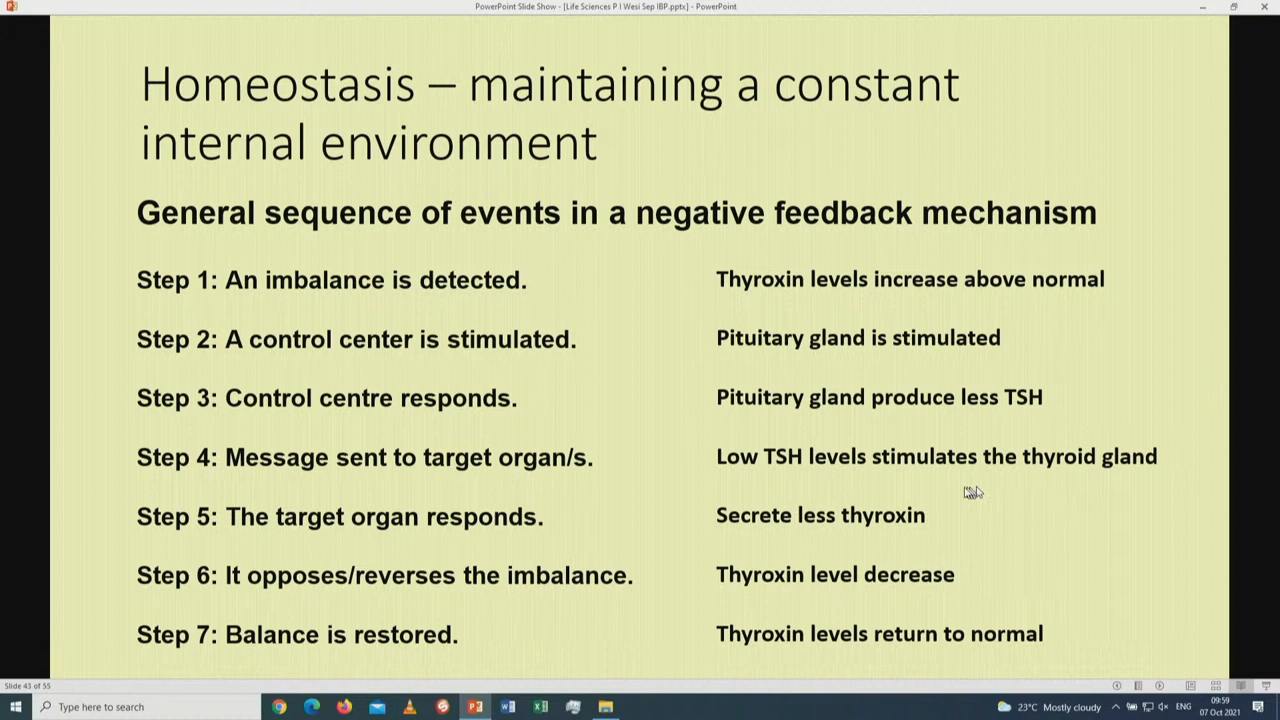 PowerPoint Slide Show - [Life Sciences P I Wesi Sep IBP.pptx] - PowerPoint
Homeostasis – maintaining a constant
internal environment
General sequence of events in a negative feedback mechanism
Step 1: An imbalance is detected. Thyroxin levels increase above normal
Step 2: A control center is stimulated. Pituitary gland is stimulated
Step 3: Control centre responds. Pituitary gland produce less TSH
Step 4: Message sent to target organ/s. Low TSH levels stimulates the thyroid gland
Step 5: The target organ responds. Secrete less thyroxin
Step 6: It opposes/reverses the imbalance. Thyroxin level decrease
Step 7: Balance is restored. Thyroxin levels return to normal
Slide 43 of 55
Type here to search
23°C Mostly cloudy
ENG
09:59
07 Oct 2021